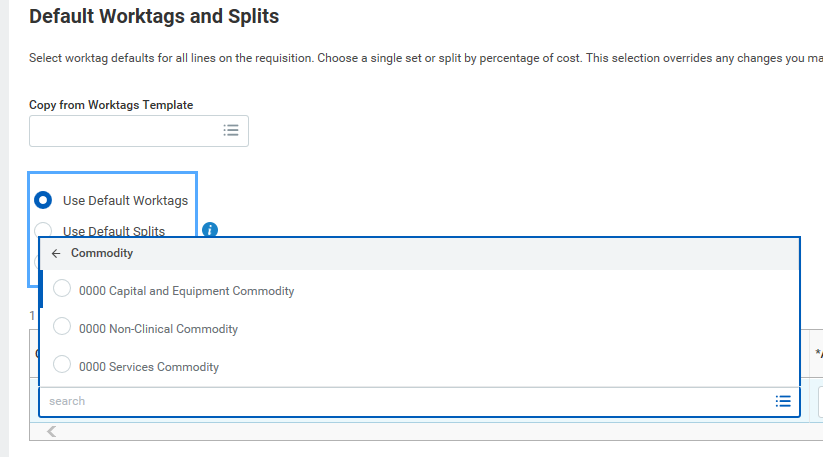 Default Worktags and Splits
Select worktag defaults for all lines on the requisition. Choose a single set or split by percentage of cost. This selection overrides any changes you ma
Copy from Worktags Template
Use Default Worktags
Use Default Splits
Commodity
0000 Capital and Equipment Commodity
1
0000 Non-Clinical Commodity
0000 Services Commodity
search